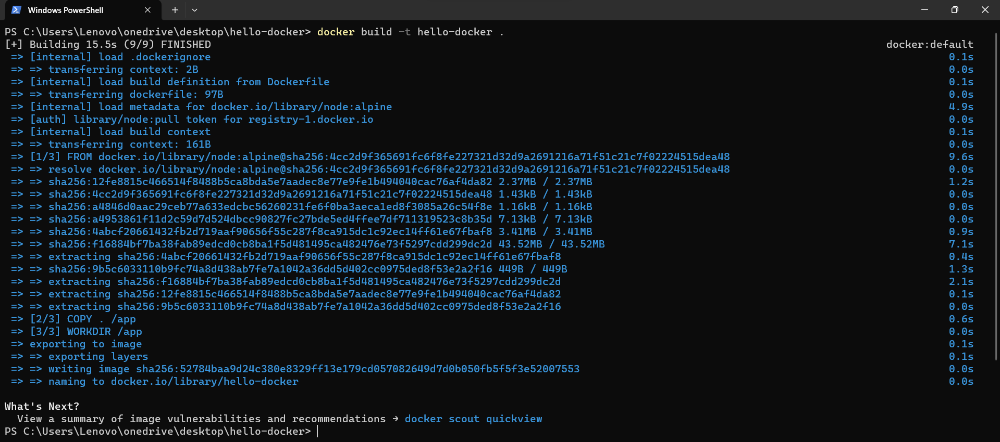 Windows PowerShell
PS C:\Users\Lenovo\onedrive\desktop\hello-docker> docker build -t hello-docker .
[+] Building 15.5s (9/9) FINISHED docker:default
=> [internal] load .dockerignore 0.1s
=> => transferring context: 2B 0.0s
=> [internal] load build definition from Dockerfile 0.1s
=> => transferring dockerfile: 97B 0.0s
=> [internal] load metadata for docker.io/library/node:alpine 4.9s
=> [auth] library/node:pull token for registry-1.docker.io 0.0s
=> [internal] load build context 0.1s
=> => transferring context: 161B 0.0s
=> [1/3] FROM docker.io/library/node:alpine@sha256:4cc2d9f365691fc6f8fe227321d32d9a2691216a71f51c21c7f02224515dea48 9.6s
=> => resolve docker.io/library/node:alpine@sha256:4cc2d9f365691fc6f8fe227321d32d9a2691216a71f51c21c7f02224515dea48 0.0s
=> => sha256:12fe8815c466514f8488b5ca8bda5e7aadec8e77e9fe1b494040cac76af4da82 2.37MB / 2.37MB 1.2s
=> => sha256:4cc2d9f365691fc6f8fe227321d32d9a2691216a71f51c21c7f02224515dea48 1.43kB / 1.43kB 0.0s
=> => sha256:a4846d0aac29ceb77a633edcbc56260231fe6f0ba3aeca1ed8f3085a26c54f8e 1.16kB / 1.16kB 0.0s
=> => sha256:a4953861f11d2c59d7d524dbcc90827fc27bde5ed4ffee7df711319523c8b35d 7.13kB / 7.13kB 0.0s
=> => sha256:4abcf20661432fb2d719aaf90656f55c287f8ca915dc1c92ec14ff61e67fbaf8 3.41MB / 3.41MB 0.9s
=> => sha256:f16884bf7ba38fab89edcd0cb8ba1f5d481495ca482476e73f5297cdd299dc2d 43.52MB / 43.52MB 7.1s
=> => extracting sha256:4abcf20661432fb2d719aaf90656f55c287f8ca915dc1c92ec14ff61e67fbaf8 0.4s
=> => sha256:9b5c6033110b9fc74a8d438ab7fe7a1042a36dd5d402cc0975ded8f53e2a2f16 449B / 449B 1.3s
=> => extracting sha256:f16884bf7ba38fab89edcd0cb8ba1f5d481495ca482476e73f5297cdd299dc2d 2.1s
=> => extracting sha256:12fe8815c466514f8488b5ca8bda5e7aadec8e77e9fe1b494040cac76af4da82 0.1s
=> => extracting sha256:9b5c6033110b9fc74a8d438ab7fe7a1042a36dd5d402cc0975ded8f53e2a2f16 0.0s
=> [2/3] COPY . /app 0.6s
=> [3/3] WORKDIR /app 0.0s
=> exporting to image 0.1s
=> => exporting layers 0.1s
=> => writing image sha256:52784baa9d24c380e8329ff13e179cd057082649d7d0b050fb5f5f3e52007553 0.0s
=> => naming to docker.io/library/hello-docker 0.0s
What's Next?
View a summary of image vulnerabilities and recommendations → docker scout quickview
PS C:\Users\Lenovo\onedrive\desktop\hello-docker>